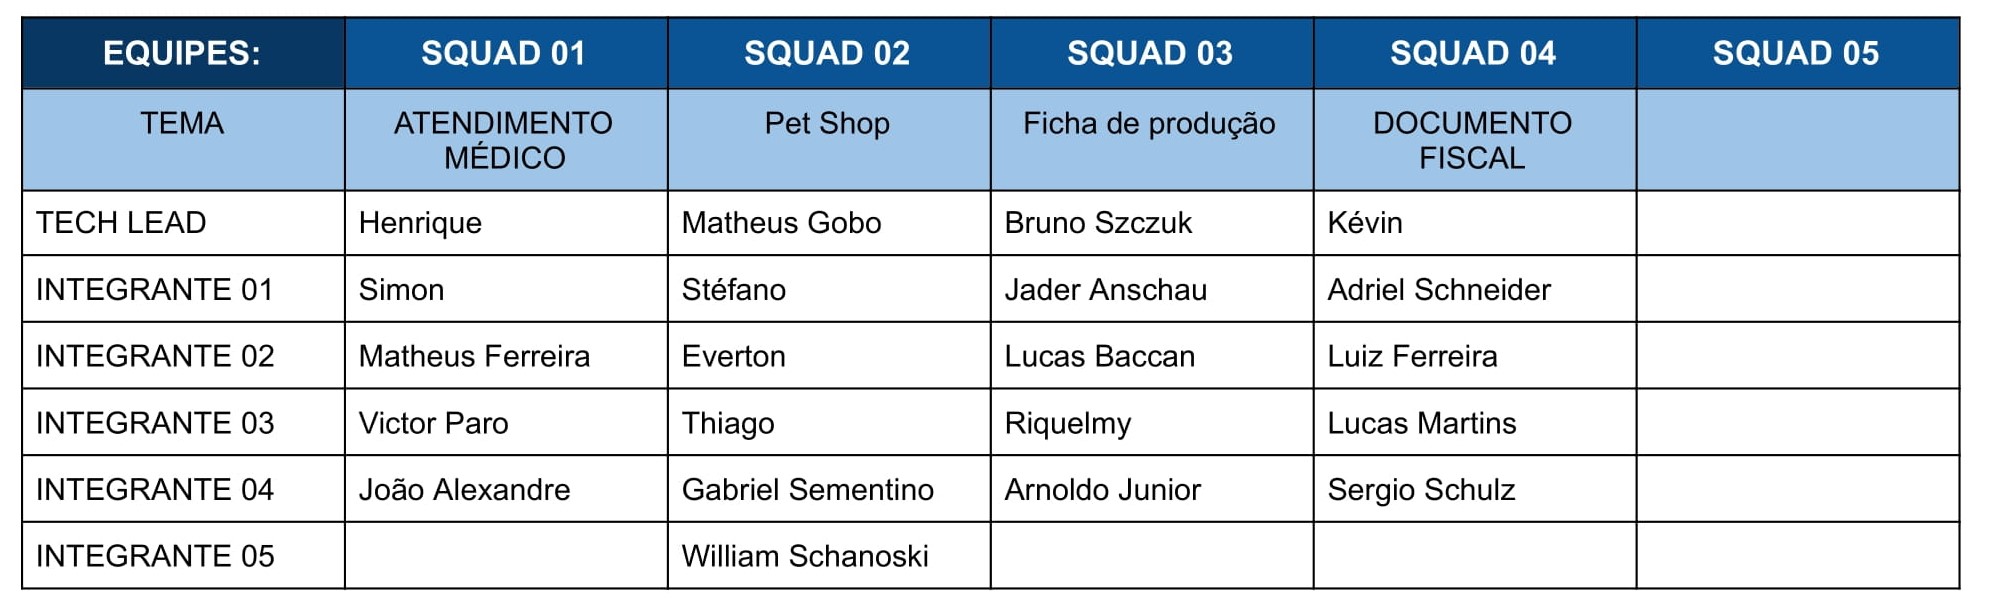 EQUIPES: SQUAD 01 SQUAD 02 SQUAD 03 SQUAD 04 SQUAD 05
TEMA ATENDIMENTO MÉDICO Pet Shop Ficha de produção DOCUMENTO FISCAL
TECH LEAD Henrique Matheus Gobo Bruno Szczuk Kévin
INTEGRANTE 01 Simon Stéfano Jader Anschau Adriel Schneider
INTEGRANTE 02 Matheus Ferreira Everton Lucas Baccan Luiz Ferreira
INTEGRANTE 03 Victor Paro Thiago Riquelmy Lucas Martins
INTEGRANTE 04 João Alexandre Gabriel Sementino Arnoldo Junior Sergio Schulz
INTEGRANTE 05 William Schanoski